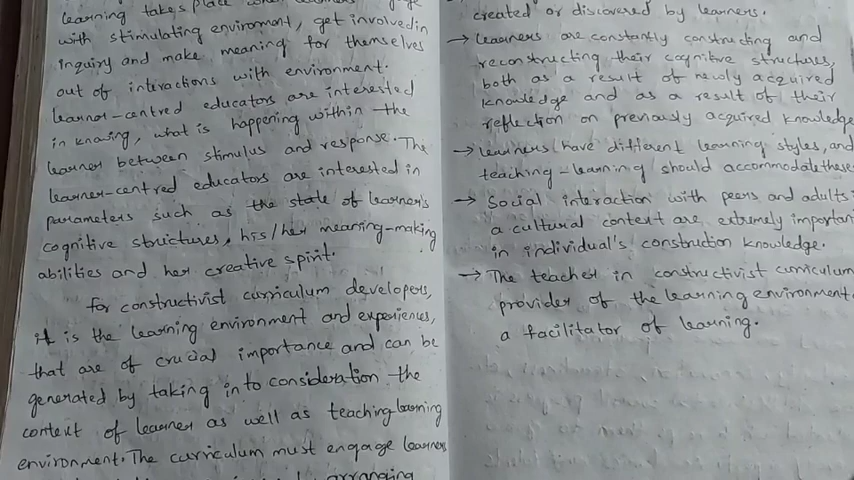 learning takes place when
with stimulating enviroment, get involved in
inquiry and make meaning for themselves
out of interactions with environment.
learner-centred educators are interested
in knowing, what is happening within the
learner between stimulus and response. The
learner-centred educators are interested in
parameters such as the state of learner's
cognitive structures, his/her meaning-making
abilities and her creative spirit.
for constructivist curriculum developers,
it is the learning environment and experiences,
that are of crucial importance and can be
generated by taking into consideration the
context of learner as well as teaching learning
environment. The curriculum must engage learners
arranging
created or discovered by learners.
→ Learners are constantly constructing and
reconstructing their cognitive structures,
both as a result of newly acquired
knowledge and as a result of their
reflection on previously acquired knowledge
→ Learners have different learning styles, and
teaching-learning should accommodate these
→ Social interaction with peers and adults
a cultural context are extremely importan
in individual's construction knowledge.
→ The teacher in constructivist curriculum
provider of the learning environment
a facilitator of learning.